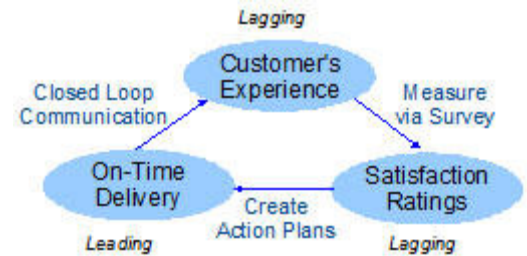 Lagging
Customer's
Experience
Closed Loop
Communication
Measure
via Survey
On-Time
Delivery
Satisfaction
Ratings
Create
Action Plans
Leading
Lagging